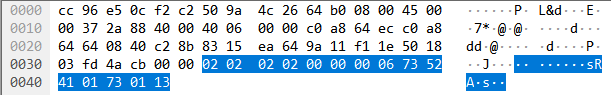 0000 cc 96 e5 0c f2 c2 50 9a 4c 26 64 b0 08 00 45 00 ······P· L&d···E·
0010 00 37 2a 88 40 00 40 06 00 00 c0 a8 64 ec c0 a8 ·7*·@·@· ····d···
0020 64 64 08 40 c2 8b 83 15 ea 64 9a 11 f1 1e 50 18 dd·@···· ·d····P·
0030 03 fd 4a cb 00 00 02 02 02 02 00 00 00 06 73 52 ··J····· ······sR
0040 41 01 73 01 13 A·s··